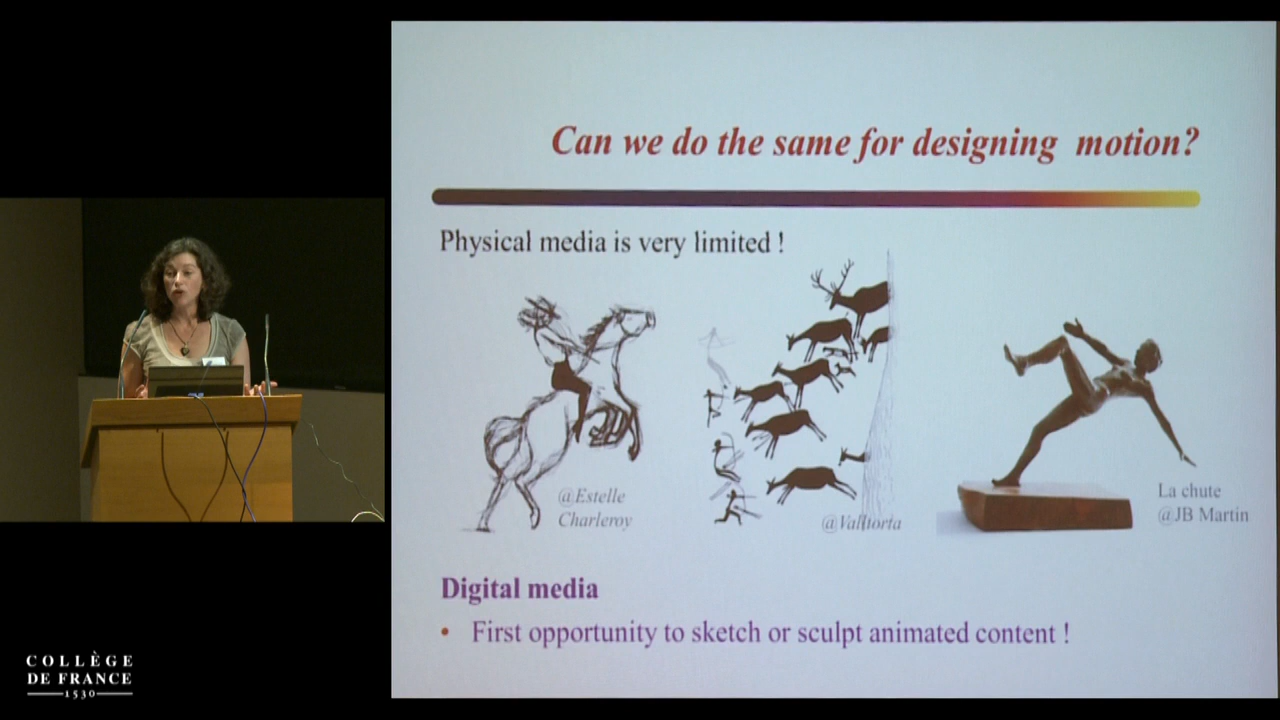 Can we do the same for designing motion?
Physical media is very limited !
@Estelle
Charleroy
@Valltoria
La chute
@JB Martin
Digital media
• First opportunity to sketch or sculpt animated content !
COLLÈGE
DE FRANCE
1530